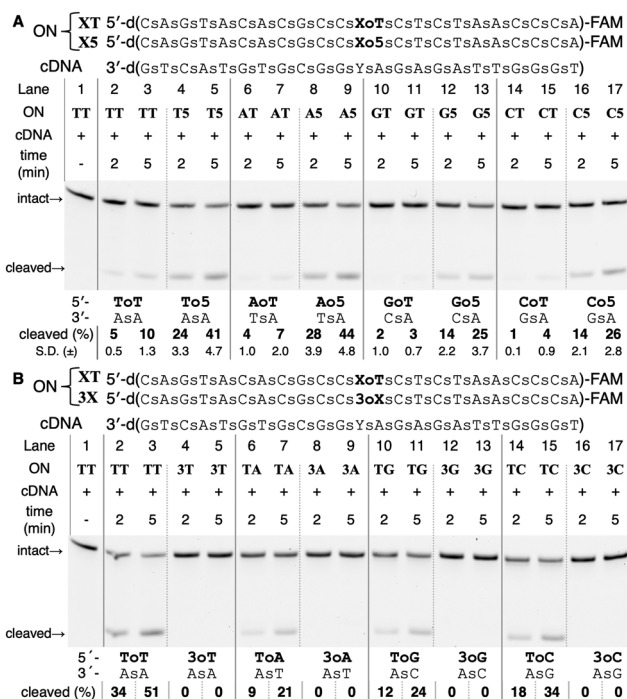 A
ON XT 5′-d(CsAsGsTsAsCsAsCsGsCsCsXoTsCsTsCsTsAsCsCsCsA)-FAM
X5 5′-d(CsAsGsTsAsCsAsCsGsCsCsXo5sCsTsCsTsAsCsCsCsA)-FAM
cDNA 3′-d(GsTsCsAsTsGsTsGsCsGsGsYsAsGsAsGsAsTsGsGsGsT)
Lane 1 2 3 4 5 6 7 8 9 10 11 12 13 14 15 16 17
ON TT TT TT T5 T5 AT AT A5 A5 GT GT G5 G5 CT CT C5 C5
cDNA + + + + + + + + + + + + + + + + +
time (min) - 2 5 2 5 2 5 2 5 2 5 2 5 2 5 2 5
intact→
cleaved→
5′- ToT To5 AoT Ao5 GoT Go5 CoT Co5
3′- AsA AsA TsA TsA CsA CsA GsA GsA
cleaved (%) 5 10 24 41 4 7 28 44 2 3 14 25 1 4 14 26
S.D. (±) 0.5 1.3 3.3 4.7 1.0 2.0 3.9 4.8 1.0 0.7 2.2 3.7 0.1 0.9 2.1 2.8
B
ON XT 5′-d(CsAsGsTsAsCsAsCsGsCsCsXoTsCsTsCsTsAsCsCsCsA)-FAM
3X 5′-d(CsAsGsTsAsCsAsCsGsCsCs3oXsCsTsCsTsAsCsCsCsA)-FAM
cDNA 3′-d(GsTsCsAsTsGsTsGsCsGsGsYsAsGsAsGsAsTsGsGsGsT)
Lane 1 2 3 4 5 6 7 8 9 10 11 12 13 14 15 16 17
ON TT TT TT 3T 3T TA TA 3A 3A TG TG 3G 3G TC TC 3C 3C
cDNA + + + + + + + + + + + + + + + + +
time (min) - 2 5 2 5 2 5 2 5 2 5 2 5 2 5 2 5
intact→
cleaved→
5′- ToT 3oT ToA 3oA ToG 3oG ToC 3oC
3′- AsA AsA AsT AsT AsC AsC AsG AsG
cleaved (%) 34 51 0 0 9 21 0 0 12 24 0 0 18 34 0 0